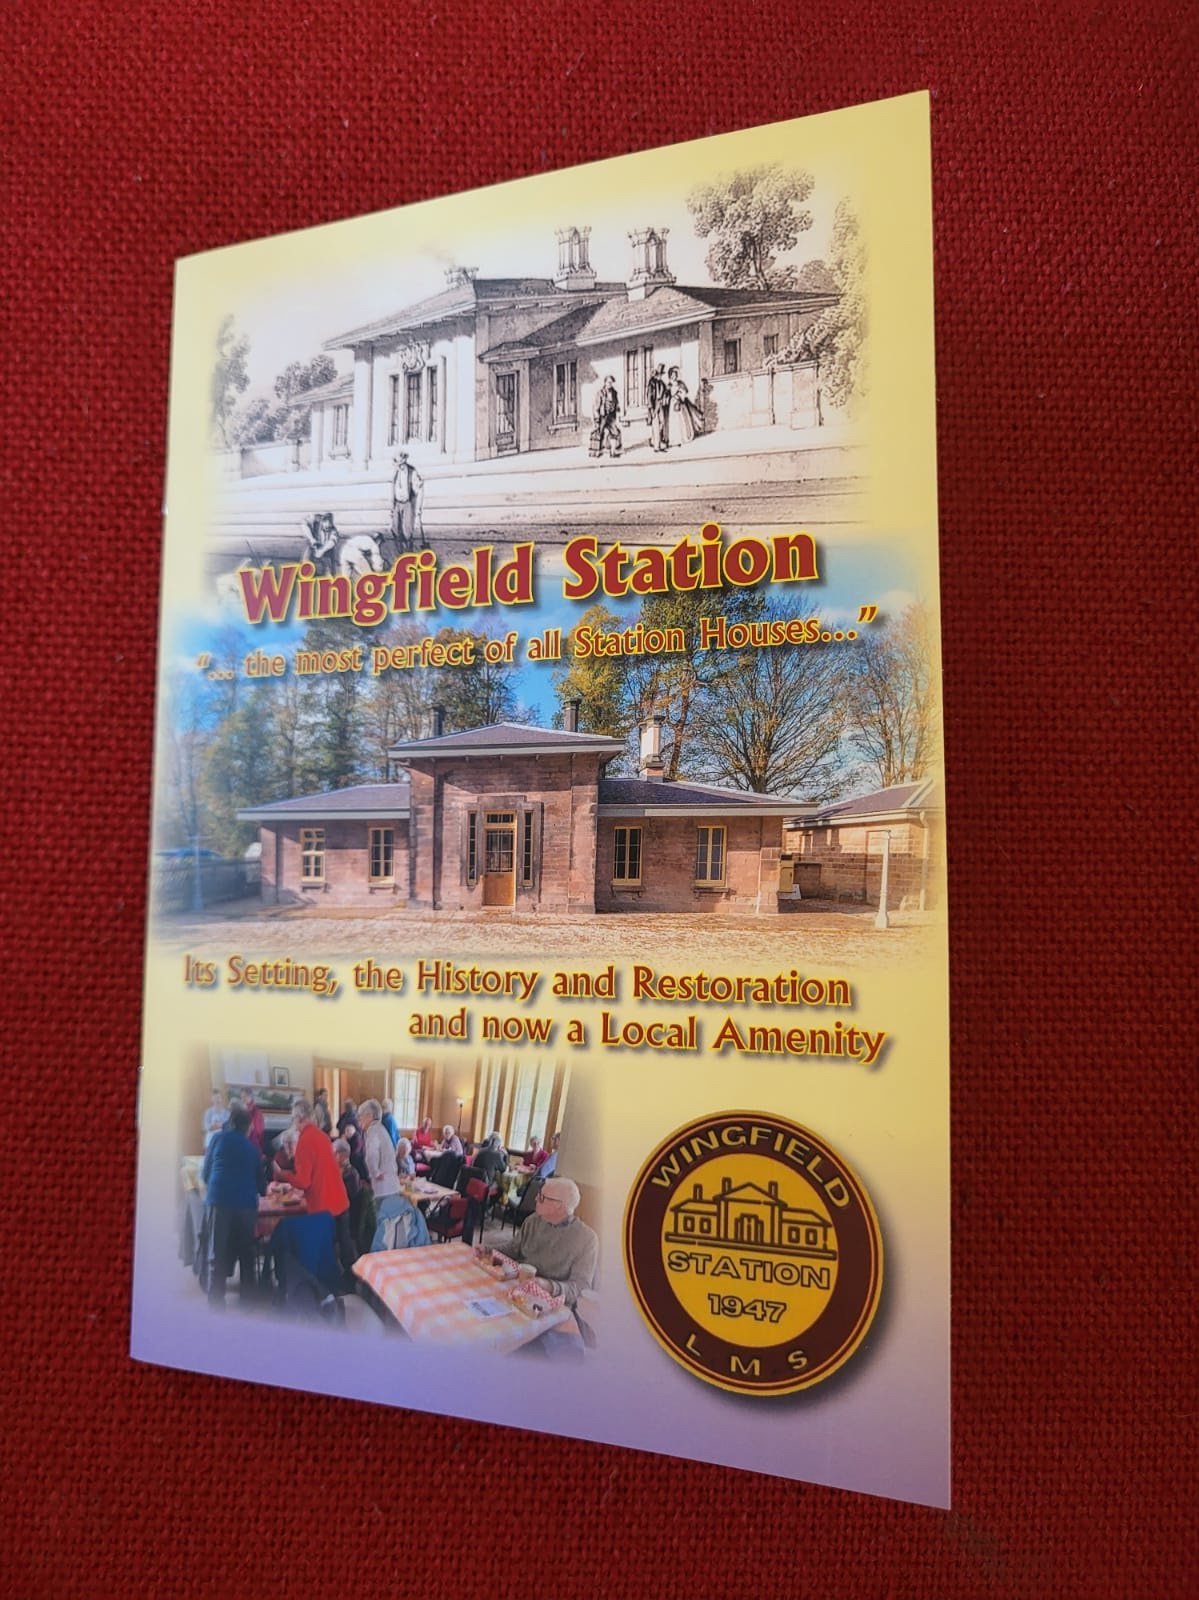 Wingfield Station
"... the most perfect of all Station Houses..."
Its Setting, the History and Restoration
and now a Local Amenity
WINGFIELD
STATION
1947
LMS